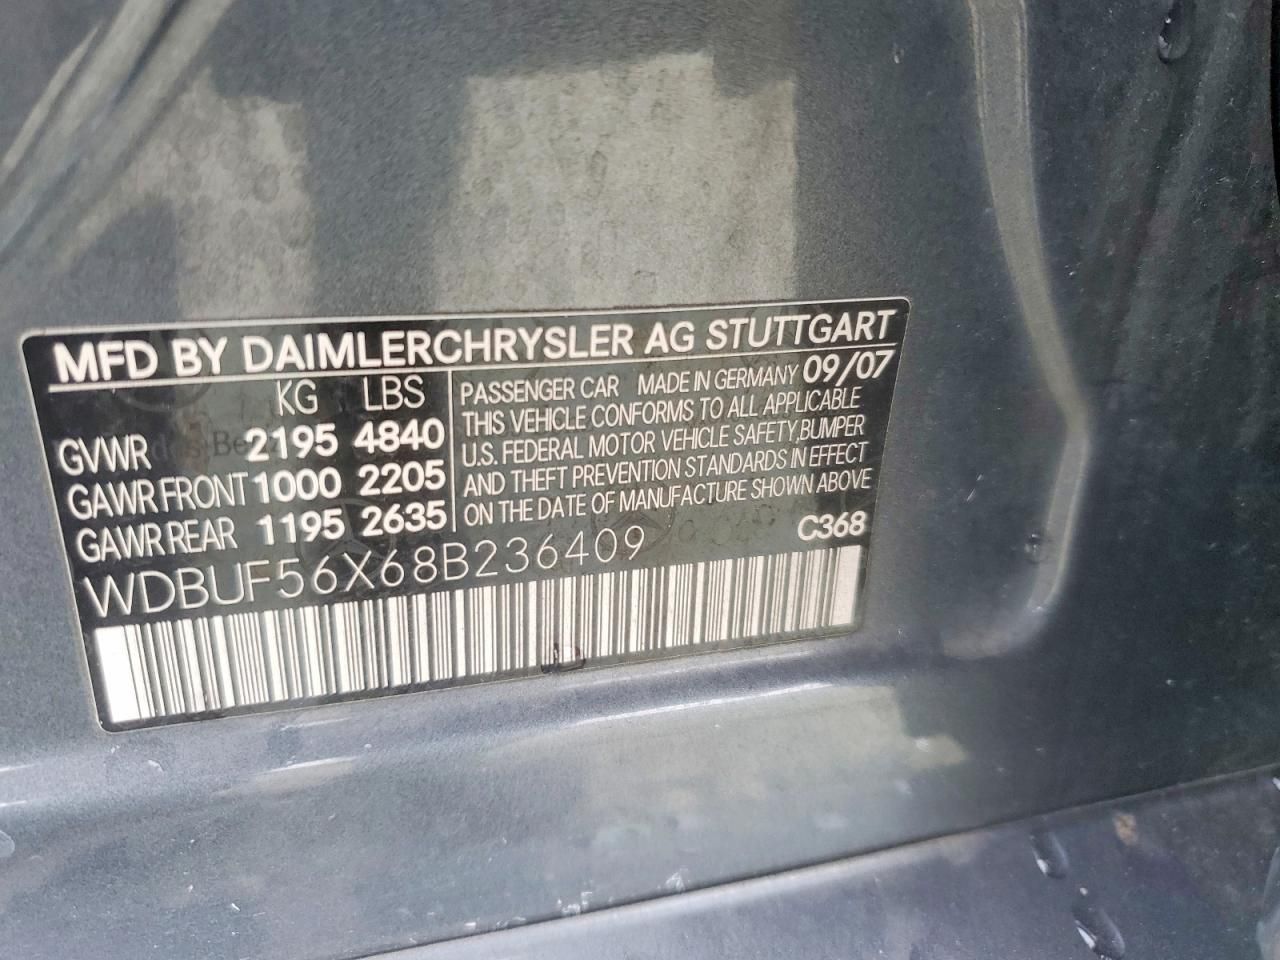 MFD BY DAIMLERCHRYSLER AG STUTTGART
KG LBS
GVWR 2195 4840
GAWR FRONT 1000 2205
GAWR REAR 1195 2635
PASSENGER CAR MADE IN GERMANY 09/07
THIS VEHICLE CONFORMS TO ALL APPLICABLE
U.S. FEDERAL MOTOR VEHICLE SAFETY,BUMPER
AND THEFT PREVENTION STANDARDS IN EFFECT
ON THE DATE OF MANUFACTURE SHOWN ABOVE
C368
WDBUF56X68B236409